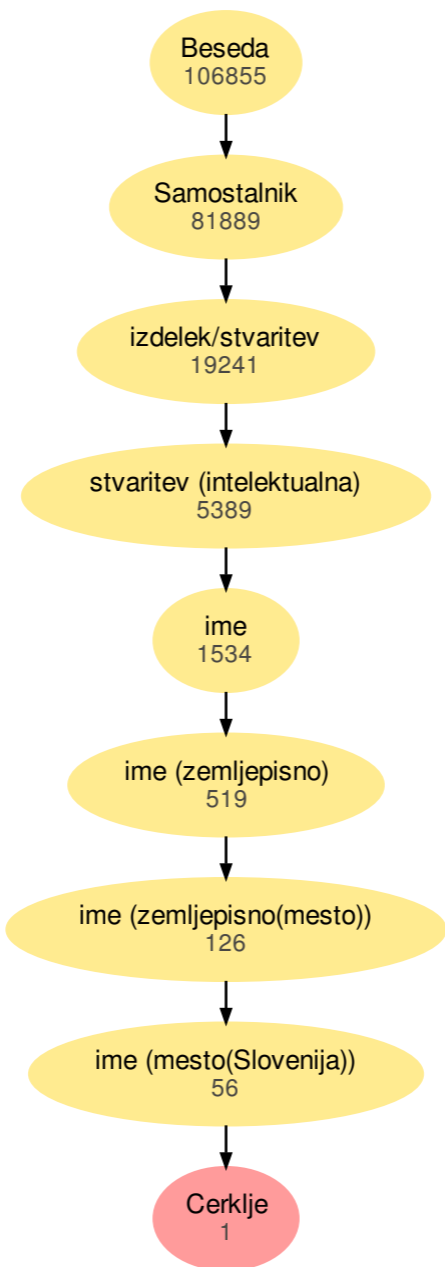 Beseda
106855
Samostalnik
81889
izdelek/stvaritev
19241
stvaritev (intelektualna)
5389
ime
1534
ime (zemljepisno)
519
ime (zemljepisno(mesto))
126
ime (mesto(Slovenija))
56
Cerklje
1